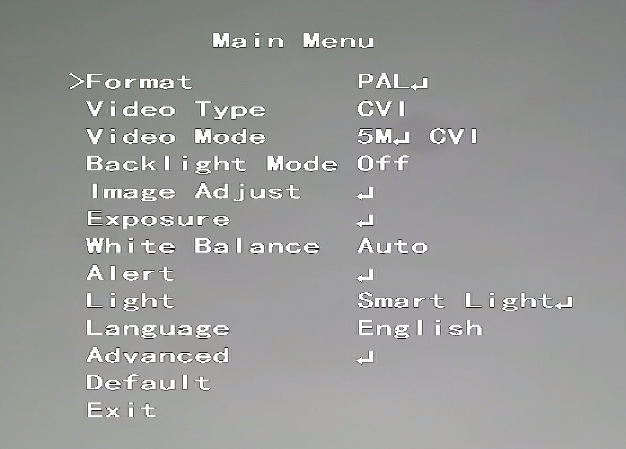 Main Menu
>Format PAL↵
Video Type CVI
Video Mode 5M↵ CVI
Backlight Mode Off
Image Adjust ↵
Exposure ↵
White Balance Auto
Alert ↵
Light Smart Light↵
Language English
Advanced ↵
Default
Exit